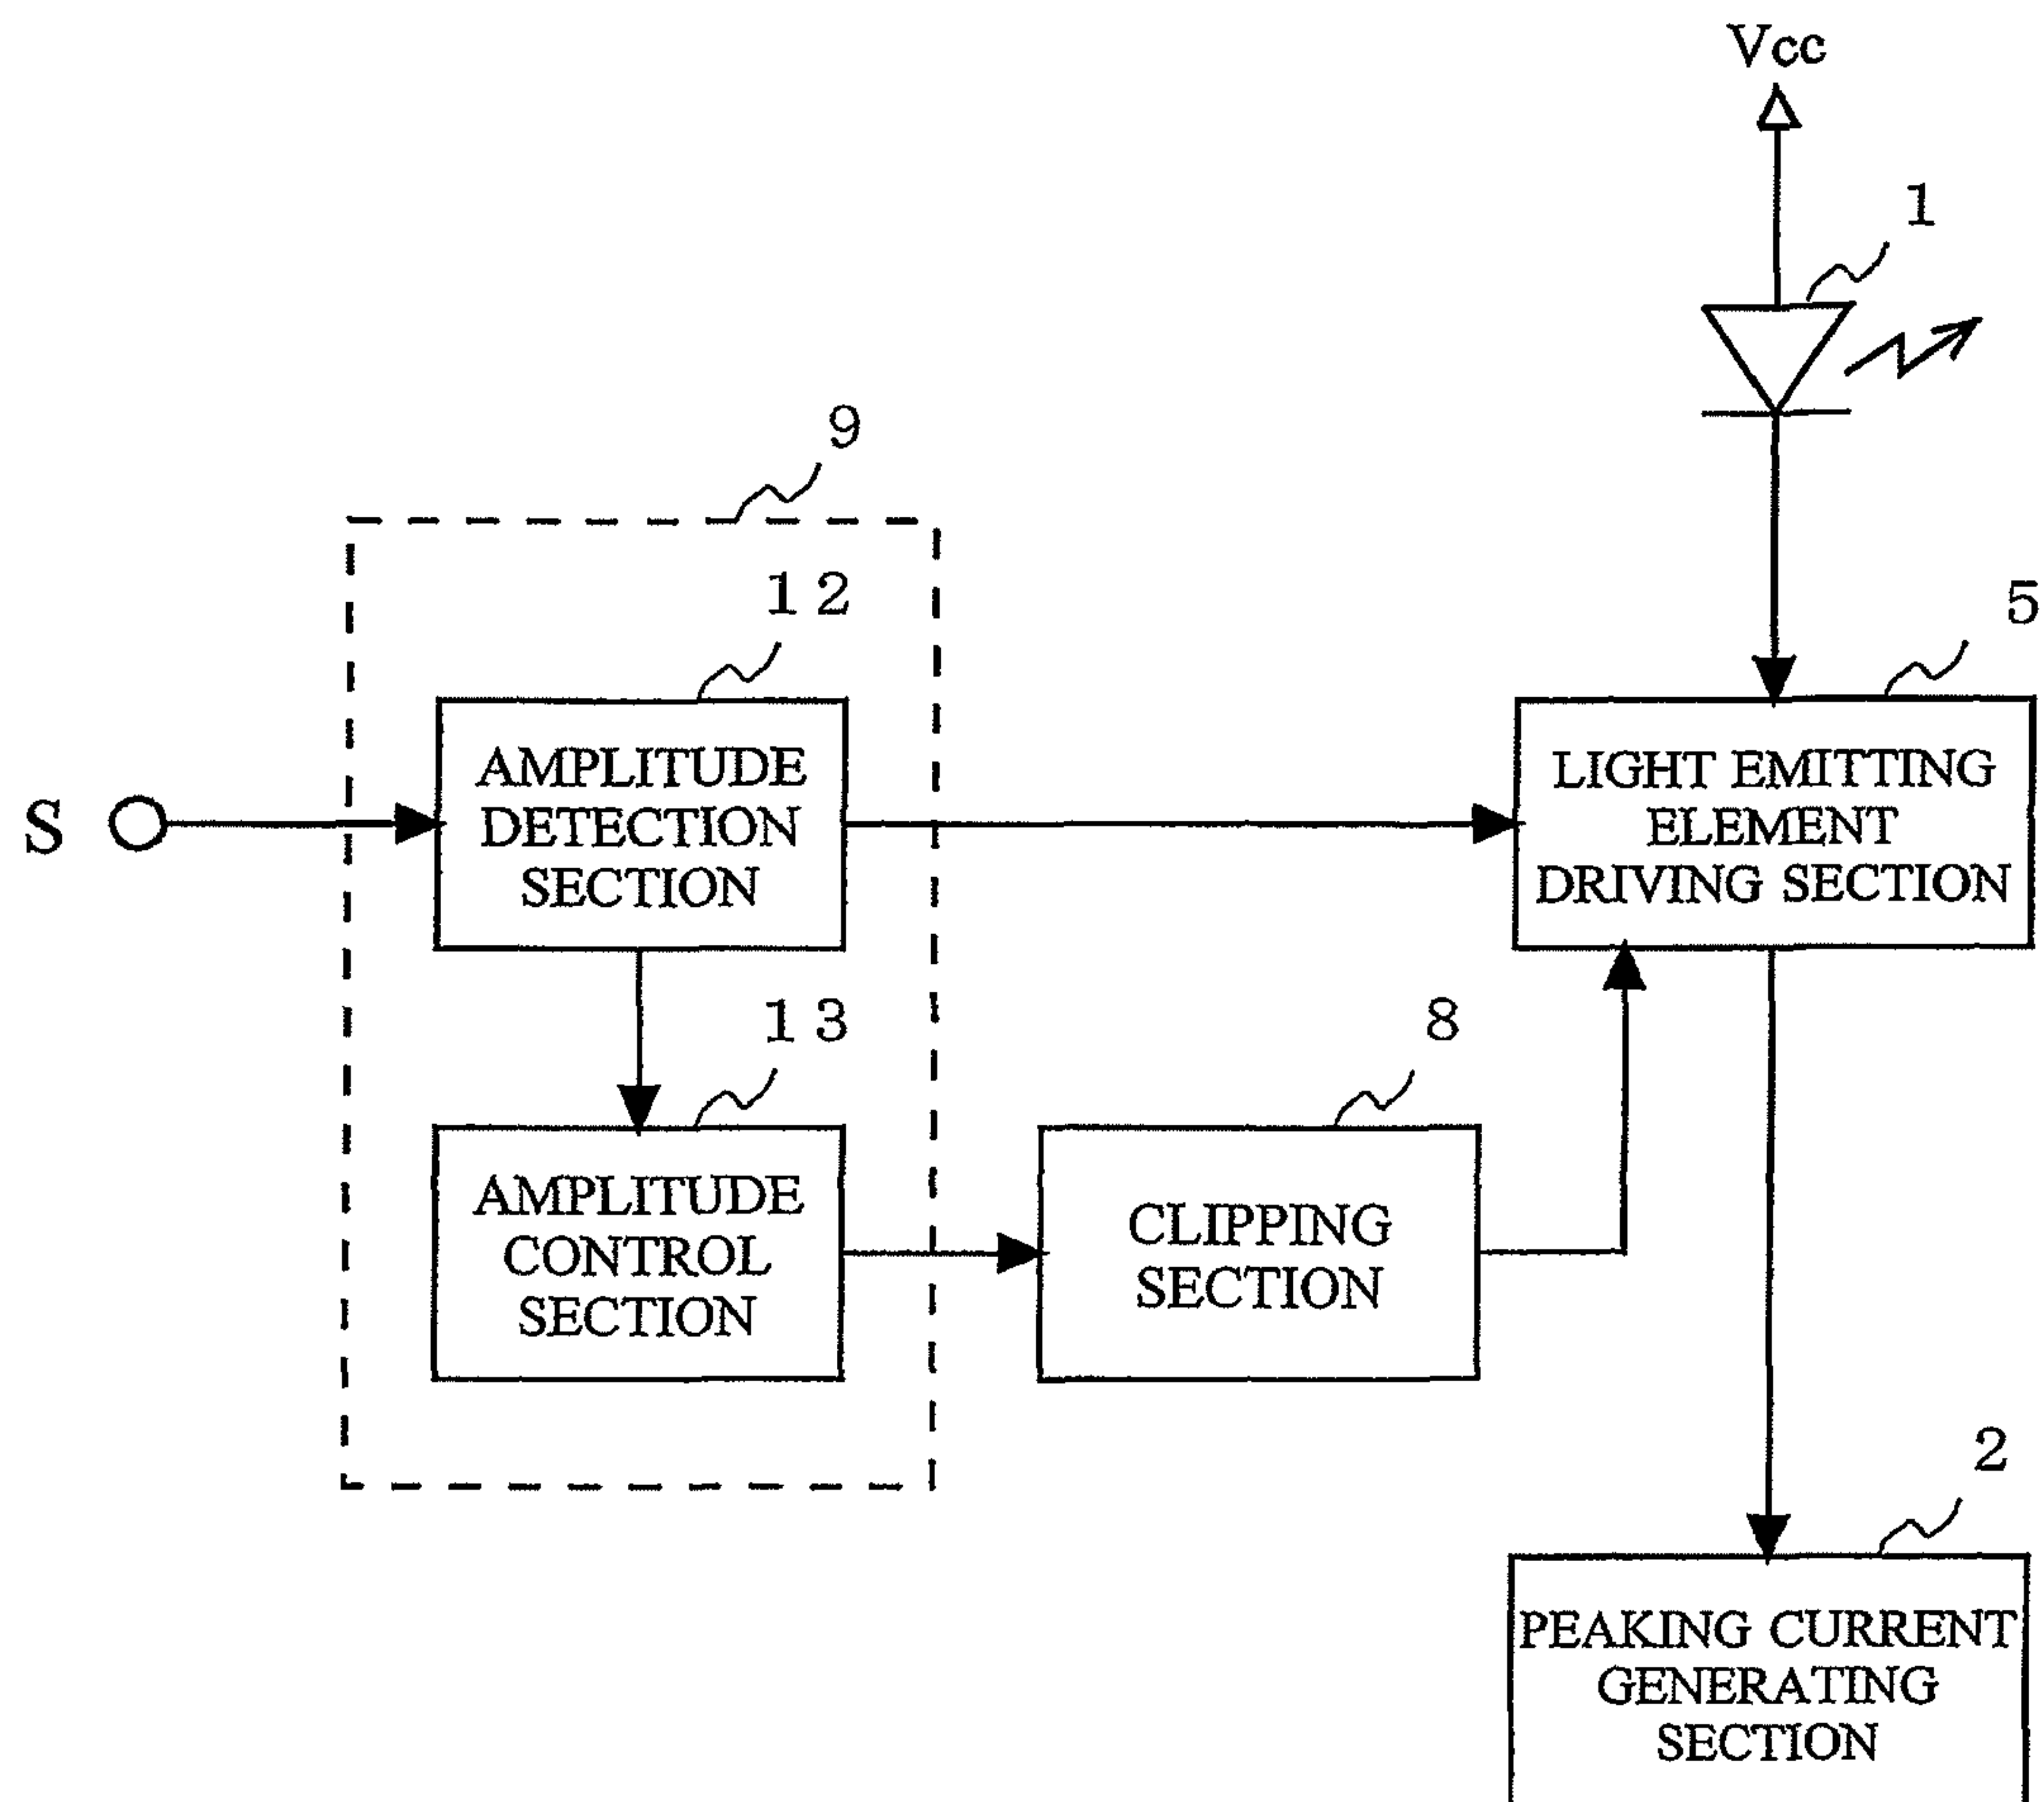 Vcc
1
9
12
5
AMPLITUDE
DETECTION
SECTION
LIGHT EMITTING
ELEMENT
DRIVING SECTION
S
13
8
AMPLITUDE
CONTROL
SECTION
CLIPPING
SECTION
2
PEAKING CURRENT
GENERATING
SECTION